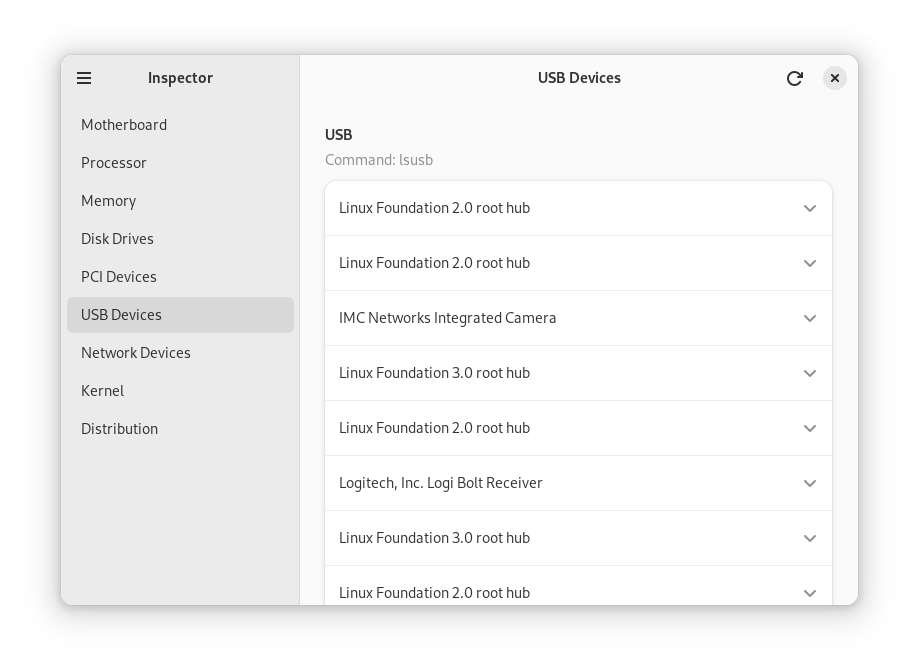 Inspector
Motherboard
Processor
Memory
Disk Drives
PCI Devices
USB Devices
Network Devices
Kernel
Distribution
USB Devices
USB
Command: lsusb
Linux Foundation 2.0 root hub
Linux Foundation 2.0 root hub
IMC Networks Integrated Camera
Linux Foundation 3.0 root hub
Linux Foundation 2.0 root hub
Logitech, Inc. Logi Bolt Receiver
Linux Foundation 3.0 root hub
Linux Foundation 2.0 root hub